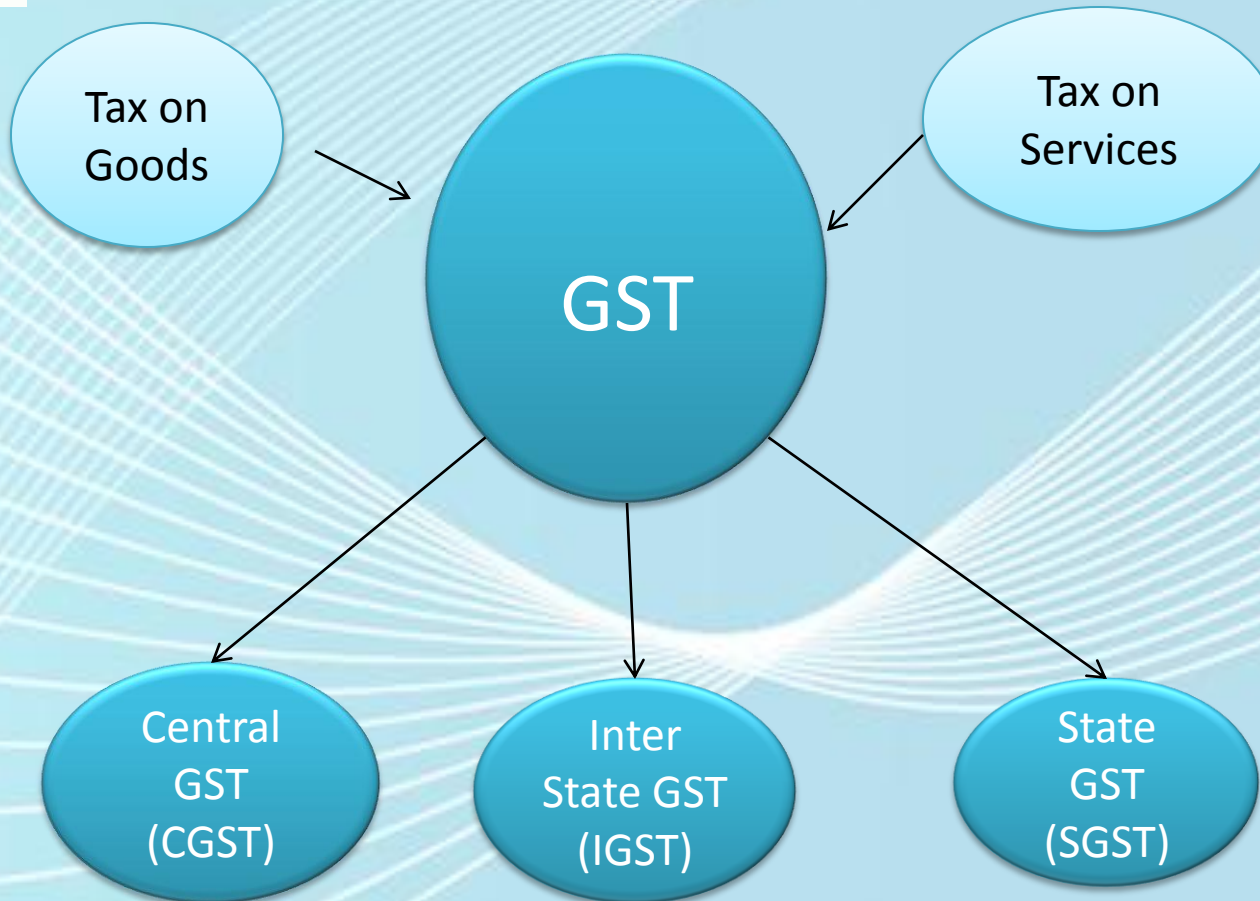 Tax on
Goods
Tax on
Services
GST
Central
GST
(CGST)
Inter
State GST
(IGST)
State
GST
(SGST)